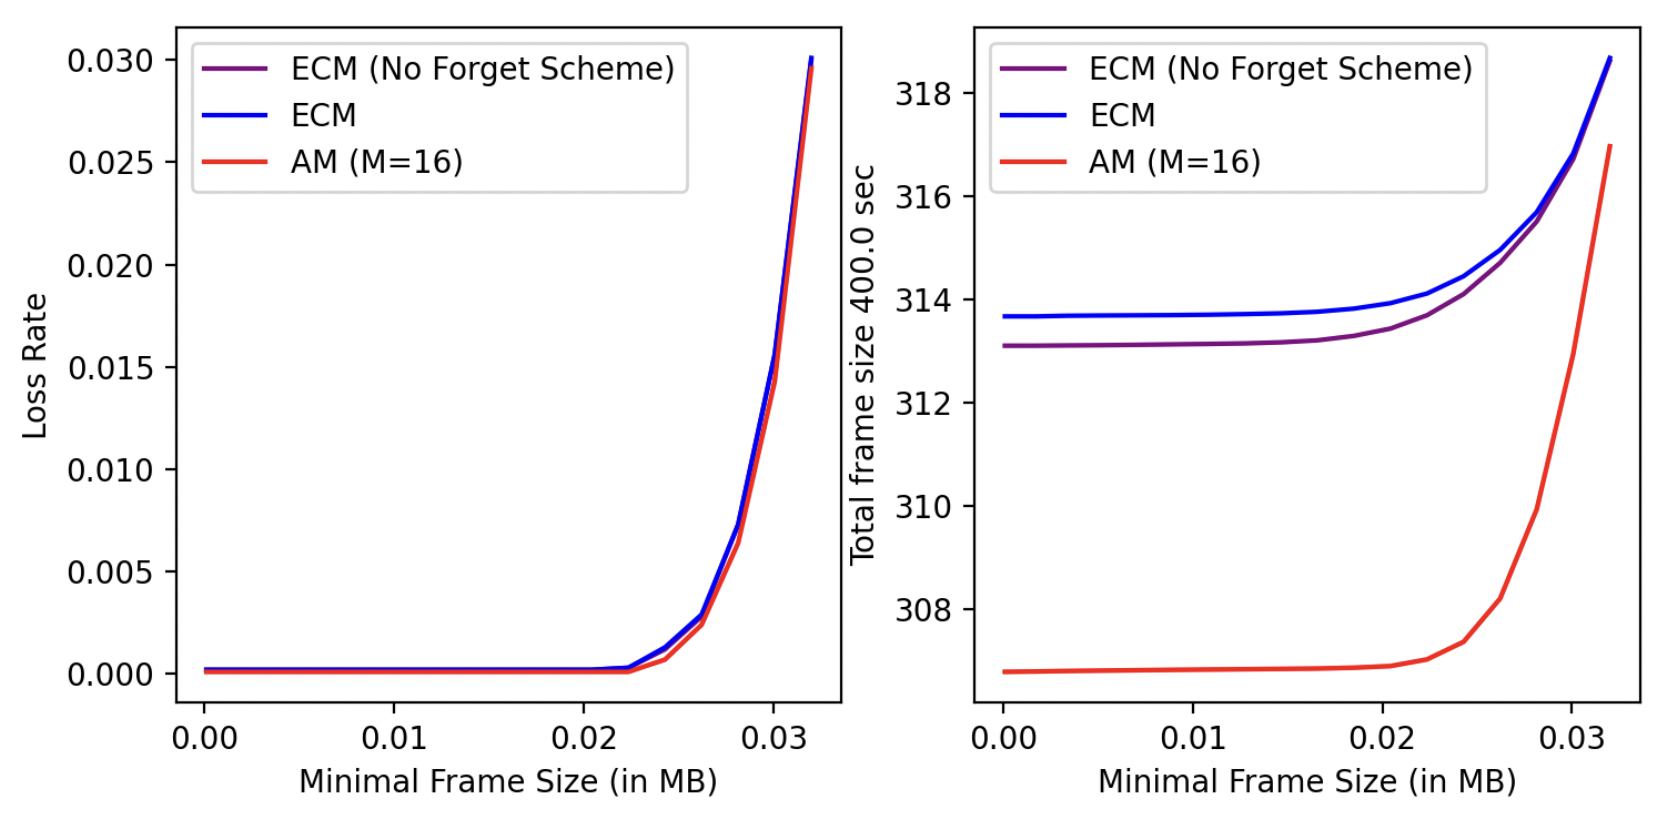 0.030
0.025
0.020
0.015
0.010
0.005
0.000
Loss Rate
ECM (No Forget Scheme)
ECM
AM (M=16)
0.00 0.01 0.02 0.03
Minimal Frame Size (in MB)
318
316
314
312
310
308
Total frame size 400.0 sec
ECM (No Forget Scheme)
ECM
AM (M=16)
0.00 0.01 0.02 0.03
Minimal Frame Size (in MB)